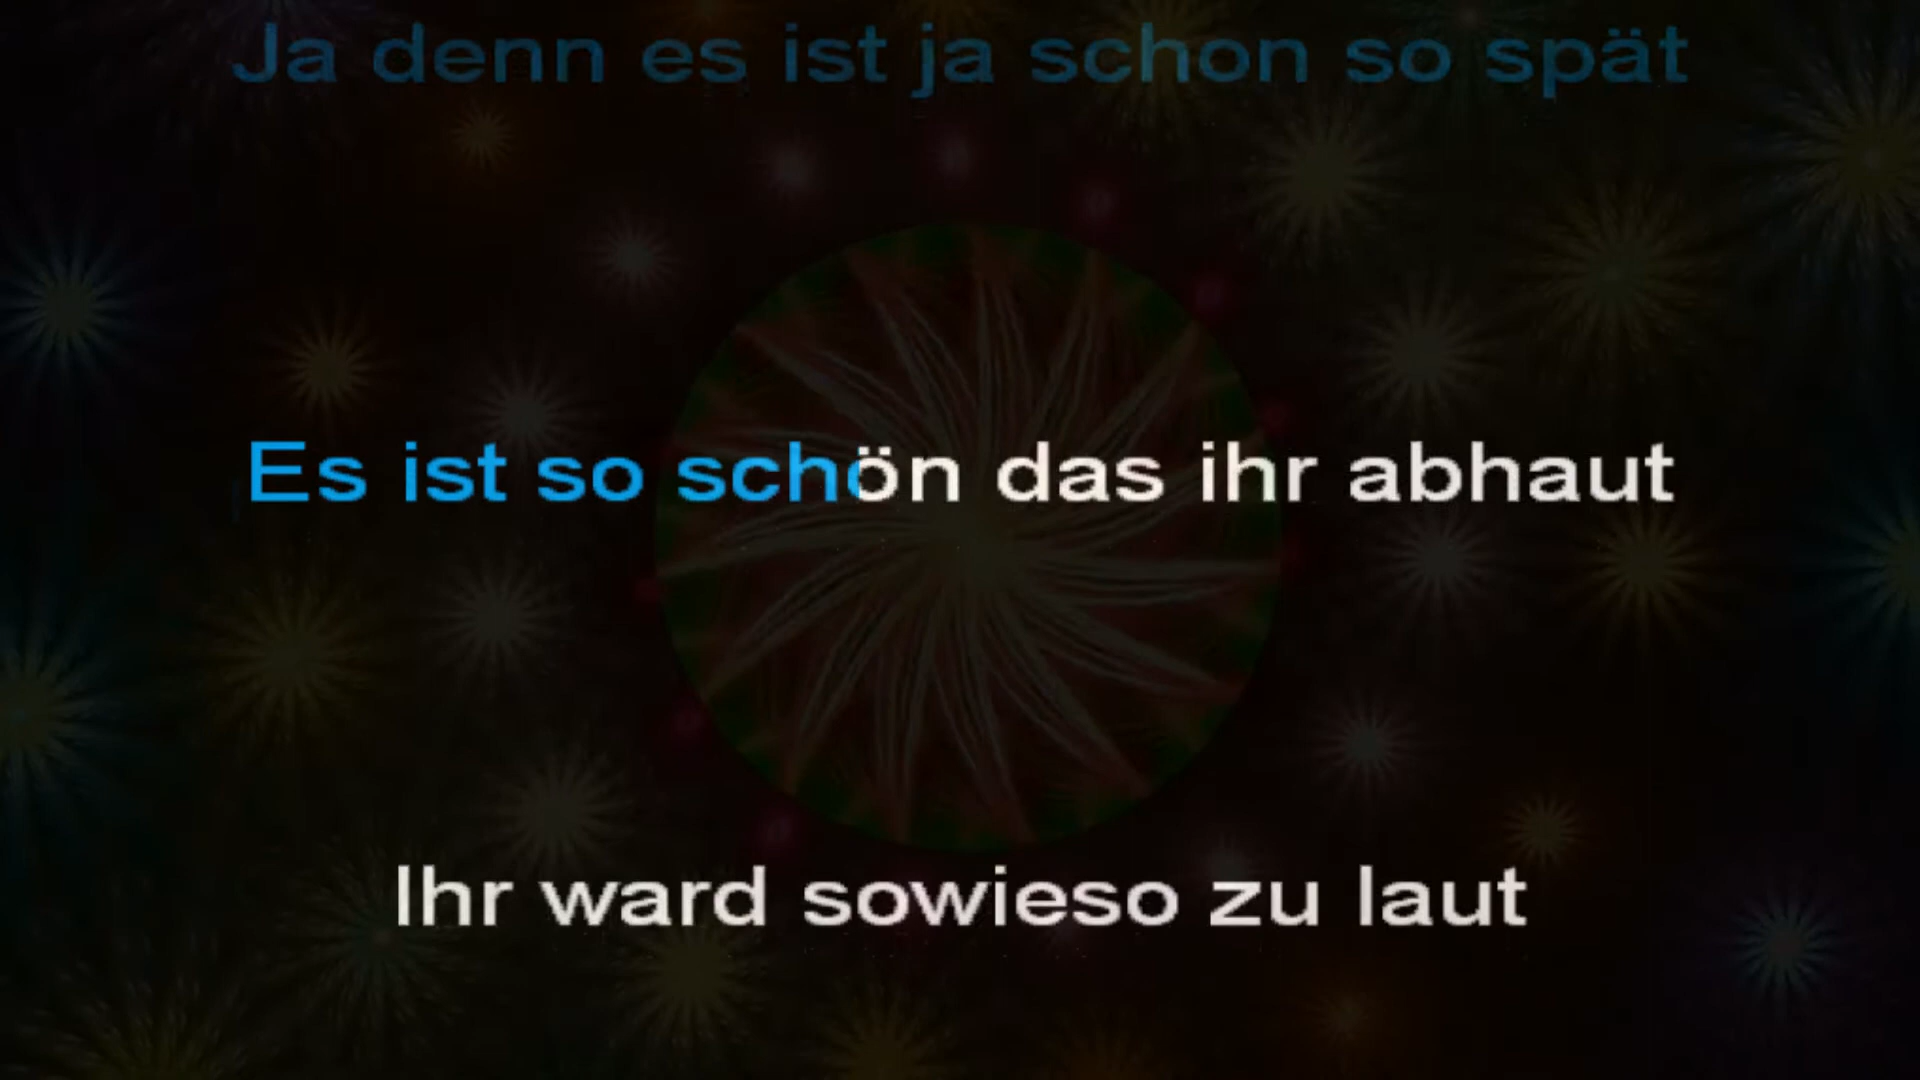 Ja denn es ist ja schon so spät
Es ist so schön das ihr abhaut
Ihr ward sowieso zu laut